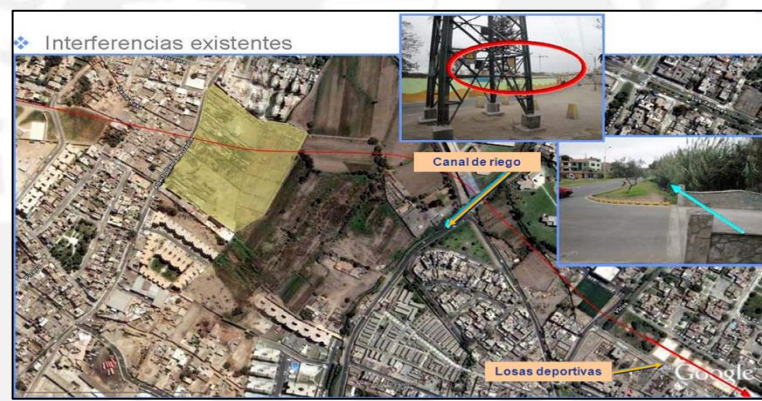 Interferencias existentes
Canal de riego
Losas deportivas
Google